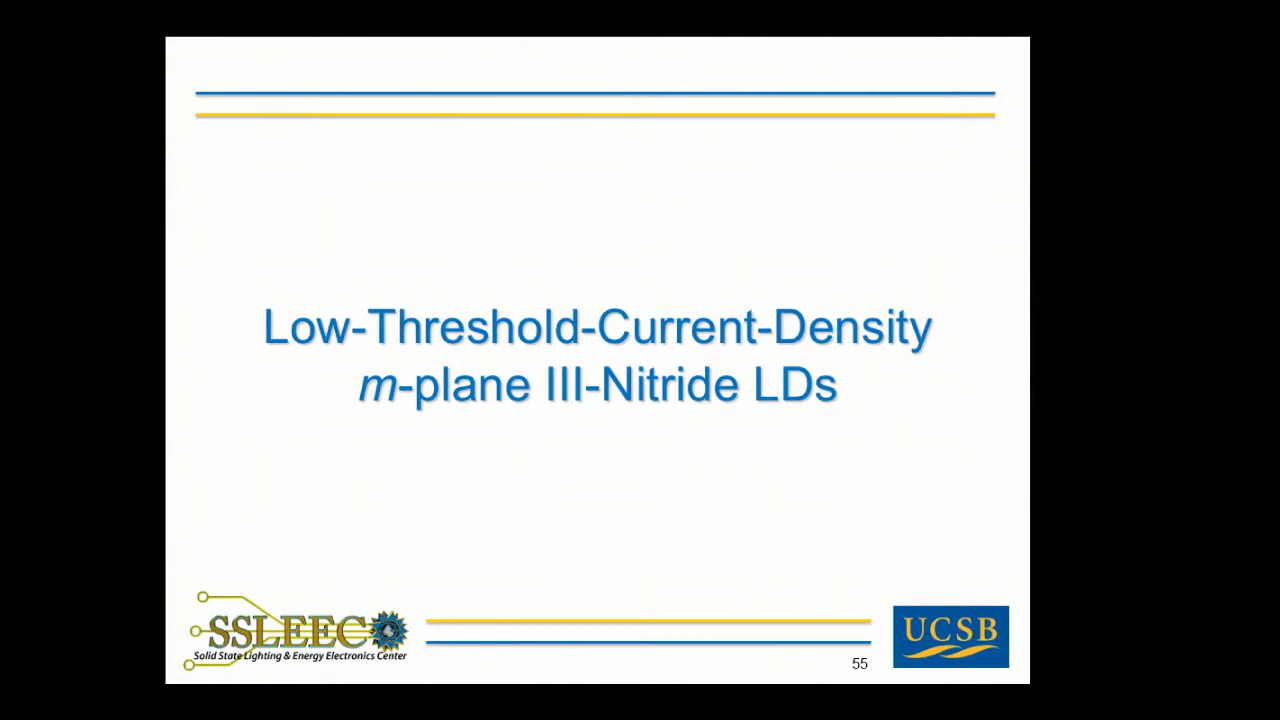 Low-Threshold-Current-Density
m-plane III-Nitride LDs
SSLEEC
Solid State Lighting & Energy Electronics Center
55
UCSB